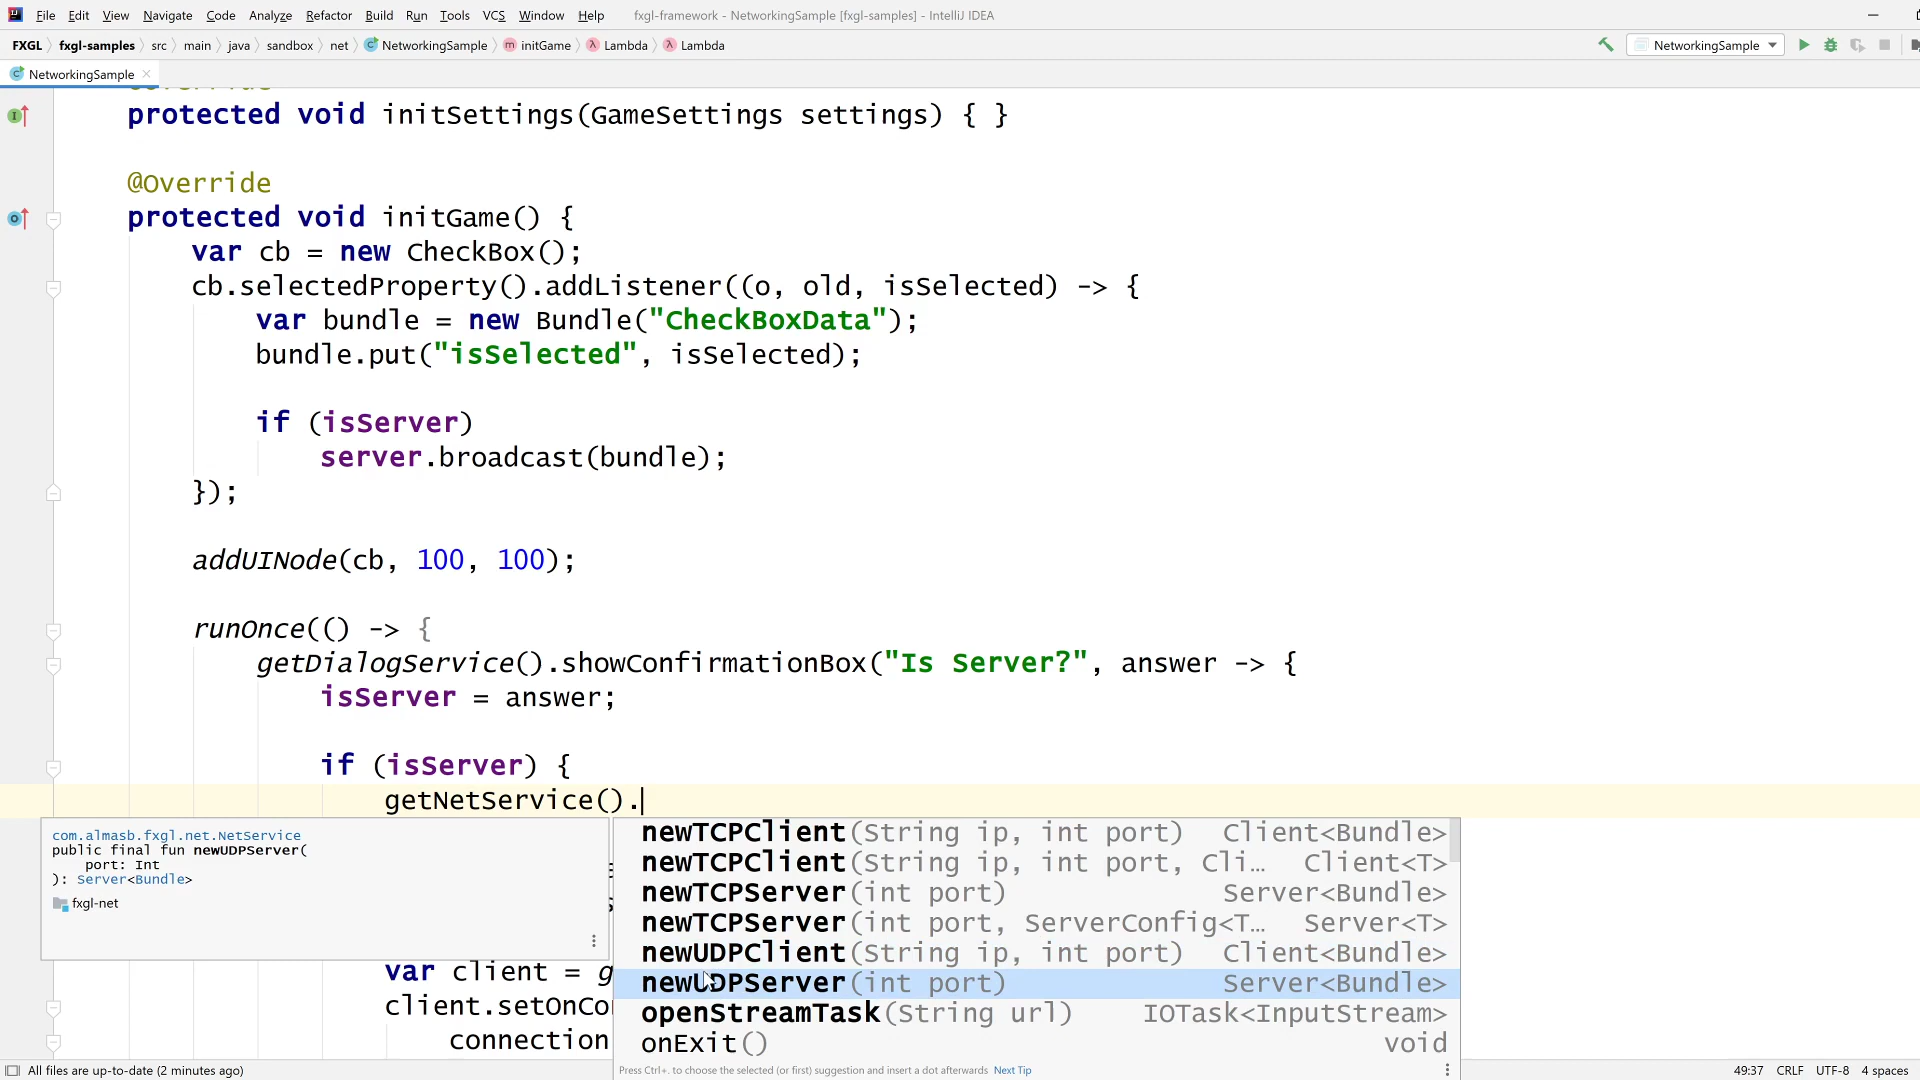 File Edit View Navigate Code Analyze Refactor Build Run Tools VCS Window Help fxgl-framework - NetworkingSample [fxgl-samples] - IntelliJ IDEA
FXGL fxgl-samples src main java sandbox net NetworkingSample initGame Lambda Lambda NetworkingSample
NetworkingSample
protected void initSettings(GameSettings settings) { }
@Override
protected void initGame() {
var cb = new CheckBox();
cb.selectedProperty().addListener((o, old, isSelected) -> {
var bundle = new Bundle("CheckBoxData");
bundle.put("isSelected", isSelected);
if (isServer)
server.broadcast(bundle);
});
addUINode(cb, 100, 100);
runOnce(() -> {
getDialogService().showConfirmationBox("Is Server?", answer -> {
isServer = answer;
if (isServer) {
getNetService().
com.almasb.fxgl.net.NetService
public final fun newUDPServer(
port: Int
): Server<Bundle>
fxgl-net
newTCPClient(String ip, int port) Client<Bundle>
newTCPClient(String ip, int port, Cli… Client<T>
newTCPServer(int port) Server<Bundle>
newTCPServer(int port, ServerConfig<T… Server<T>
newUDPClient(String ip, int port) Client<Bundle>
newUDPServer(int port) Server<Bundle>
openStreamTask(String url) IOTask<InputStream>
onExit() void
Press Ctrl+. to choose the selected (or first) suggestion and insert a dot afterwards Next Tip
var client = g
client.setOnCo
connection
All files are up-to-date (2 minutes ago) 49:37 CRLF UTF-8 4 spaces